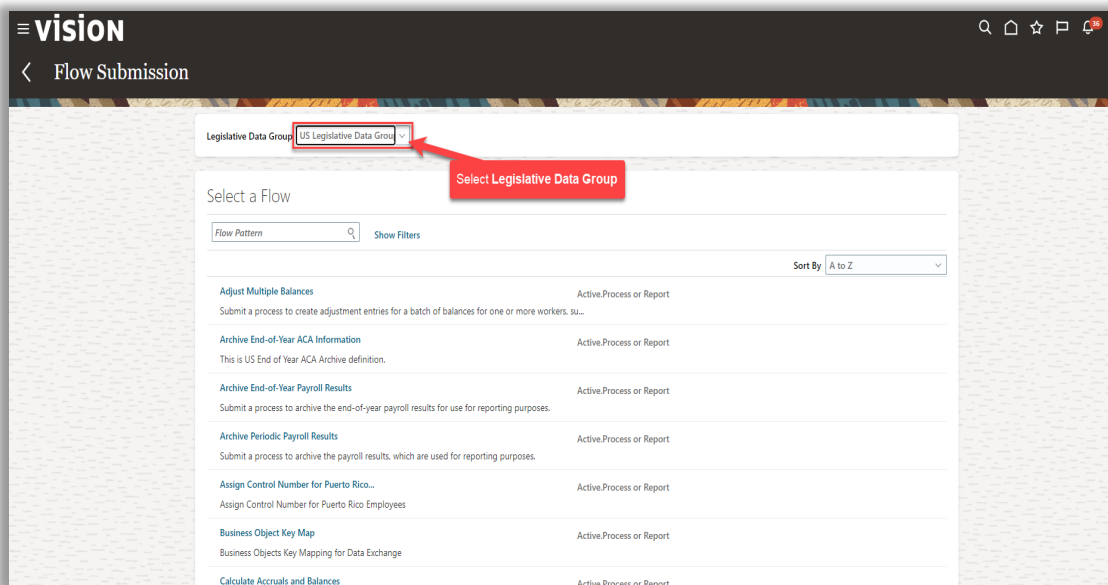 vision
36
Flow Submission
Legislative Data Group US Legislative Data Grou
Select Legislative Data Group
Select a Flow
Flow Pattern
Show Filters
Sort By A to Z
Adjust Multiple Balances Active.Process or Report
Submit a process to create adjustment entries for a batch of balances for one or more workers, su...
Archive End-of-Year ACA Information Active.Process or Report
This is US End of Year ACA Archive definition.
Archive End-of-Year Payroll Results Active.Process or Report
Submit a process to archive the end-of-year payroll results for use for reporting purposes.
Archive Periodic Payroll Results Active.Process or Report
Submit a process to archive the payroll results, which are used for reporting purposes.
Assign Control Number for Puerto Rico... Active.Process or Report
Assign Control Number for Puerto Rico Employees
Business Object Key Map Active.Process or Report
Business Objects Key Mapping for Data Exchange
Calculate Accruals and Balances Active.Process or Report